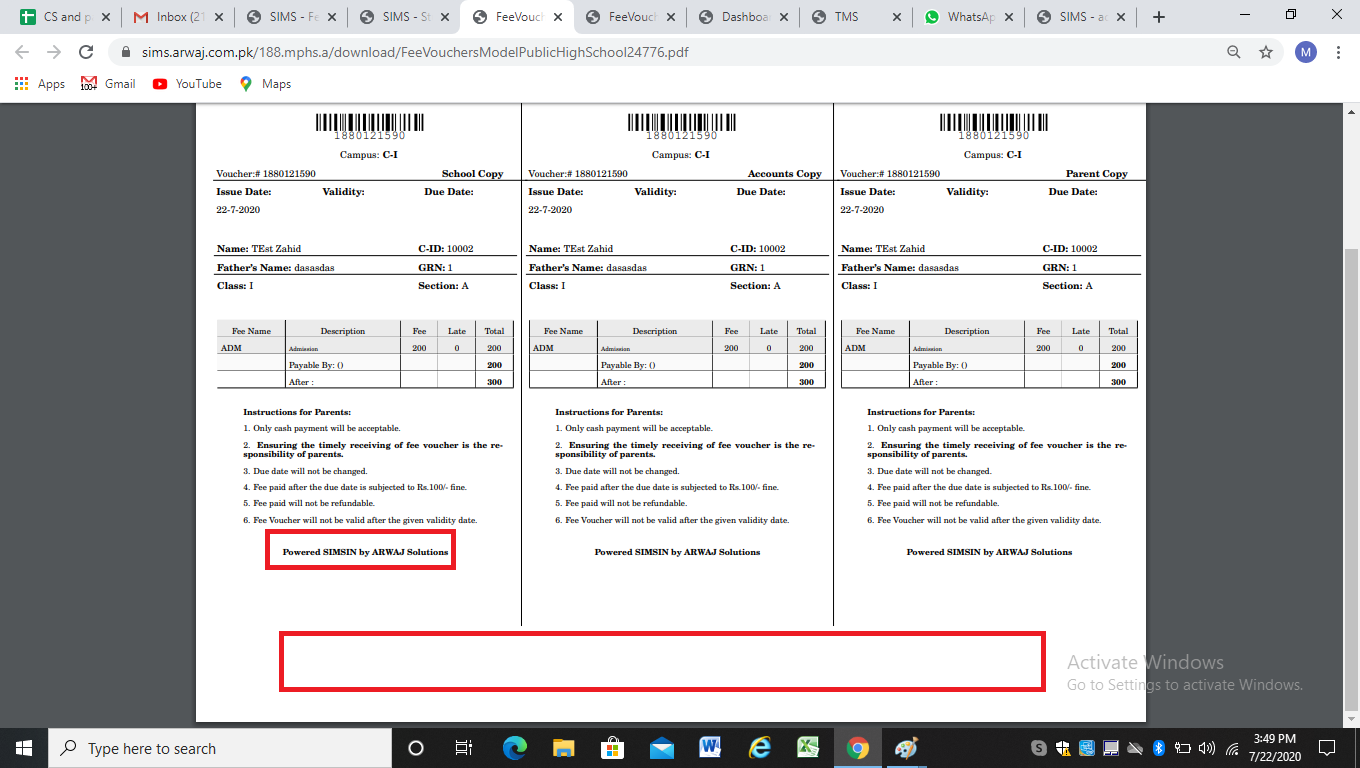 CS and p
Inbox (21
SIMS - Fe
SIMS - St
FeeVouch
FeeVouch
Dashboa
TMS
WhatsAp
SIMS - ac
sims.arwaj.com.pk/188.mphs.a/download/FeeVouchersModelPublicHighSchool24776.pdf
M
Apps
100+
Gmail
YouTube
Maps
1880121590 1880121590 1880121590
Campus: C-I Campus: C-I Campus: C-I
Voucher:# 1880121590 School Copy Voucher:# 1880121590 Accounts Copy Voucher:# 1880121590 Parent Copy
Issue Date: Validity: Due Date: Issue Date: Validity: Due Date: Issue Date: Validity: Due Date:
22-7-2020 22-7-2020 22-7-2020
Name: TEst Zahid C-ID: 10002 Name: TEst Zahid C-ID: 10002 Name: TEst Zahid C-ID: 10002
Father's Name: dasasdas GRN: 1 Father's Name: dasasdas GRN: 1 Father's Name: dasasdas GRN: 1
Class: I Section: A Class: I Section: A Class: I Section: A
Fee Name Description Fee Late Total Fee Name Description Fee Late Total Fee Name Description Fee Late Total
ADM Admission 200 0 200 ADM Admission 200 0 200 ADM Admission 200 0 200
Payable By: () 200 Payable By: () 200 Payable By: () 200
After : 300 After : 300 After : 300
Instructions for Parents: Instructions for Parents: Instructions for Parents:
1. Only cash payment will be acceptable. 1. Only cash payment will be acceptable. 1. Only cash payment will be acceptable.
2. Ensuring the timely receiving of fee voucher is the re- 2. Ensuring the timely receiving of fee voucher is the re- 2. Ensuring the timely receiving of fee voucher is the re-
sponsibility of parents. sponsibility of parents. sponsibility of parents.
3. Due date will not be changed. 3. Due date will not be changed. 3. Due date will not be changed.
4. Fee paid after the due date is subjected to Rs.100/- fine. 4. Fee paid after the due date is subjected to Rs.100/- fine. 4. Fee paid after the due date is subjected to Rs.100/- fine.
5. Fee paid will not be refundable. 5. Fee paid will not be refundable. 5. Fee paid will not be refundable.
6. Fee Voucher will not be valid after the given validity date. 6. Fee Voucher will not be valid after the given validity date. 6. Fee Voucher will not be valid after the given validity date.
Powered SIMSIN by ARWAJ Solutions Powered SIMSIN by ARWAJ Solutions Powered SIMSIN by ARWAJ Solutions
Activate Windows
Go to Settings to activate Windows.
Type here to search
3:49 PM
7/22/2020